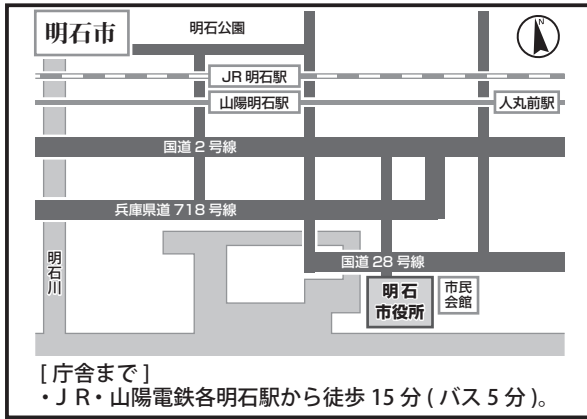 明石市
明石公園
N
JR 明石駅
山陽明石駅
人丸前駅
国道 2 号線
兵庫県道 718 号線
明石川
国道 28 号線
明石
市役所
市民
会館
[ 庁舎まで ]
・ＪＲ・山陽電鉄各明石駅から徒歩 15 分 ( バス 5 分 )。